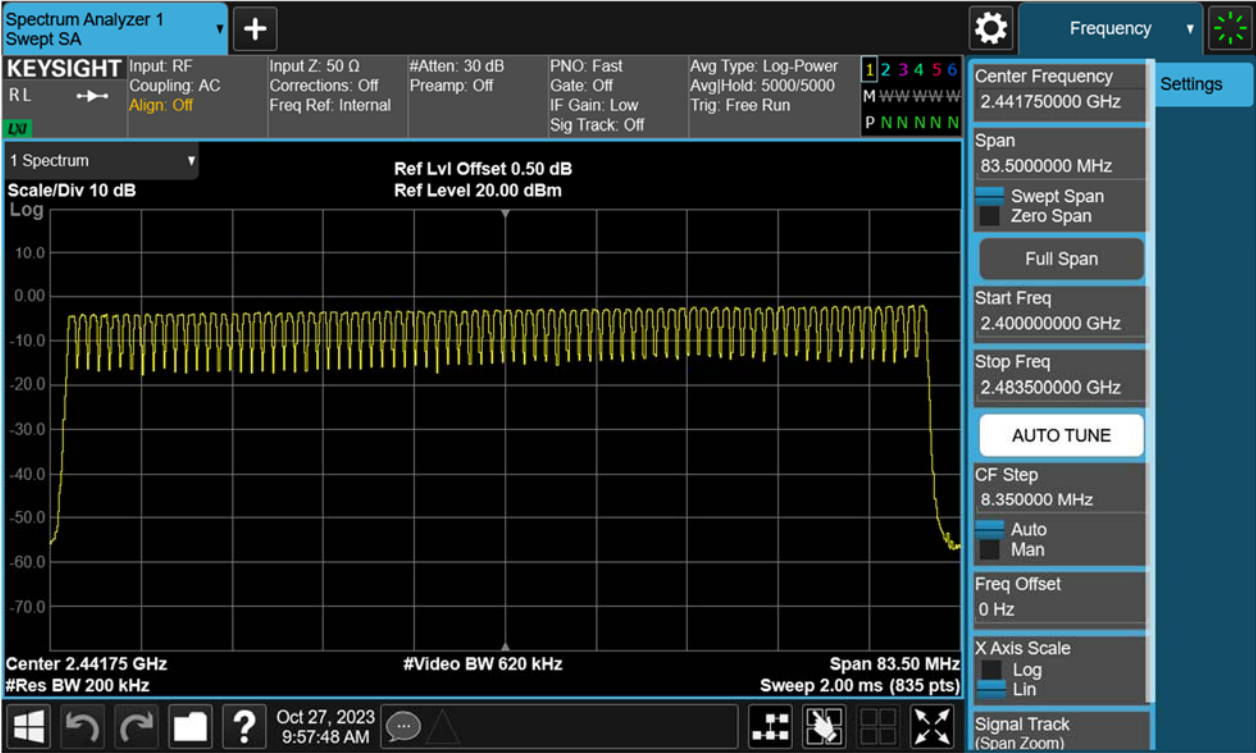 Spectrum Analyzer 1
Swept SA
Frequency
KEYSIGHT
R L
LXI
Input: RF
Coupling: AC
Align: Off
Input Z: 50 Ω
Corrections: Off
Freq Ref: Internal
#Atten: 30 dB
Preamp: Off
PNO: Fast
Gate: Off
IF Gain: Low
Sig Track: Off
Avg Type: Log-Power
Avg|Hold: 5000/5000
Trig: Free Run
1 2 3 4 5 6
M W W W W W
P N N N N N
1 Spectrum
Scale/Div 10 dB
Ref Lvl Offset 0.50 dB
Ref Level 20.00 dBm
Log
10.0
0.00
-10.0
-20.0
-30.0
-40.0
-50.0
-60.0
-70.0
Center 2.44175 GHz
#Video BW 620 kHz
Span 83.50 MHz
#Res BW 200 kHz
Sweep 2.00 ms (835 pts)
Center Frequency
2.441750000 GHz
Settings
Span
83.5000000 MHz
Swept Span
Zero Span
Full Span
Start Freq
2.400000000 GHz
Stop Freq
2.483500000 GHz
AUTO TUNE
CF Step
8.350000 MHz
Auto
Man
Freq Offset
0 Hz
X Axis Scale
Log
Lin
Signal Track
(Span Zoom)
?
Oct 27, 2023
9:57:48 AM